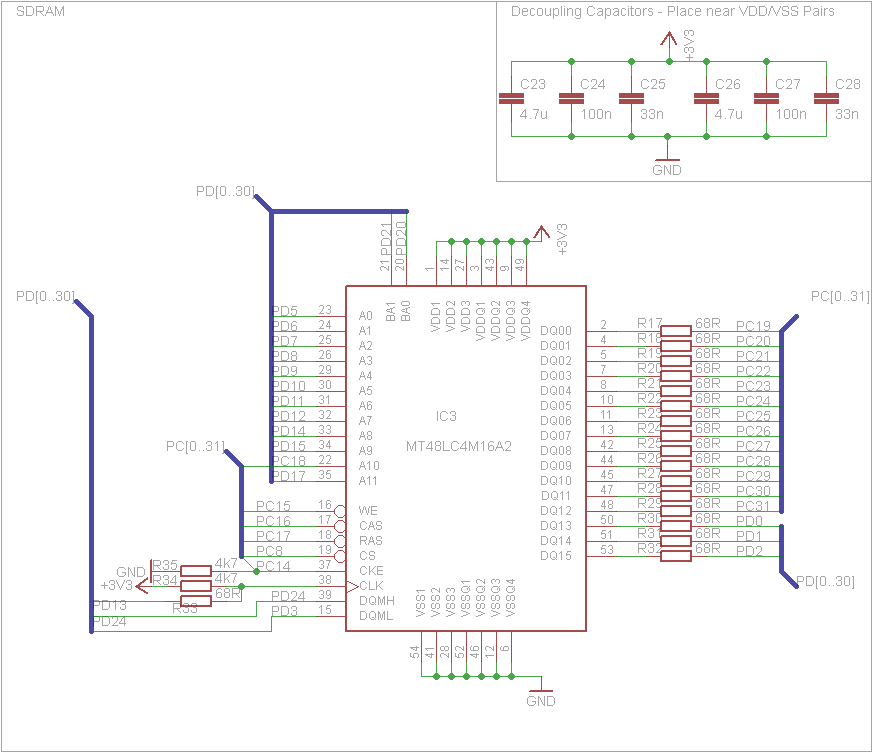 SDRAM
Decoupling Capacitors - Place near VDD/VSS Pairs
+3V3
C23
C24
C25
C26
C27
C28
4.7u
100n
33n
4.7u
100n
33n
GND
PD[0..30]
PD21
PD20
21
20
1
14
27
3
43
9
49
+3V3
PD[0..30]
PC[0..31]
BA1
BA0
VDD1
VDD2
VDD3
VDDQ1
VDDQ2
VDDQ3
VDDQ4
PD5 23 A0
PD6 24 A1
PD7 25 A2
PD8 26 A3
PD9 29 A4
PD10 30 A5
PD11 31 A6
PD12 32 A7
PD14 33 A8
PD15 34 A9
PC18 22 A10
PD17 35 A11
PC[0..31]
PC15 16 WE
PC16 17 CAS
PC17 18 RAS
PC8 19 CS
PC14 37 CKE
38 CLK
PD24 39 DQMH
PD3 15 DQML
IC3
MT48LC4M16A2
DQ00 2 R17 68R PC19
DQ01 4 R18 68R PC20
DQ02 5 R19 68R PC21
DQ03 7 R20 68R PC22
DQ04 8 R21 68R PC23
DQ05 10 R22 68R PC24
DQ06 11 R23 68R PC25
DQ07 13 R24 68R PC26
DQ08 42 R25 68R PC27
DQ09 44 R26 68R PC28
DQ10 45 R27 68R PC29
DQ11 47 R28 68R PC30
DQ12 48 R29 68R PC31
DQ13 50 R30 68R PD0
DQ14 51 R31 68R PD1
DQ15 53 R32 68R PD2
PD[0..30]
GND R35 4k7
+3V3 R34 4k7
R33 68R
PD13
PD24
VSS1
VSS2
VSS3
VSSQ1
VSSQ2
VSSQ3
VSSQ4
54
41
28
52
46
12
6
GND